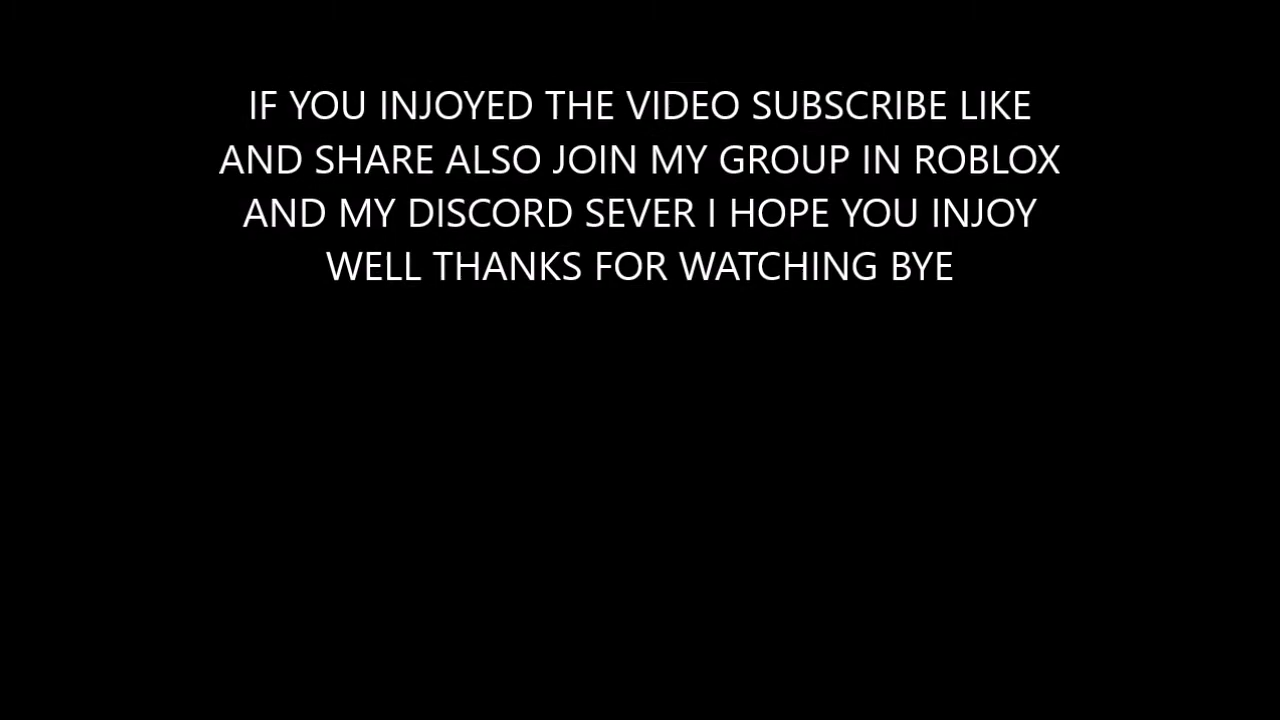 IF YOU INJOYED THE VIDEO SUBSCRIBE LIKE
AND SHARE ALSO JOIN MY GROUP IN ROBLOX
AND MY DISCORD SEVER I HOPE YOU INJOY
WELL THANKS FOR WATCHING BYE